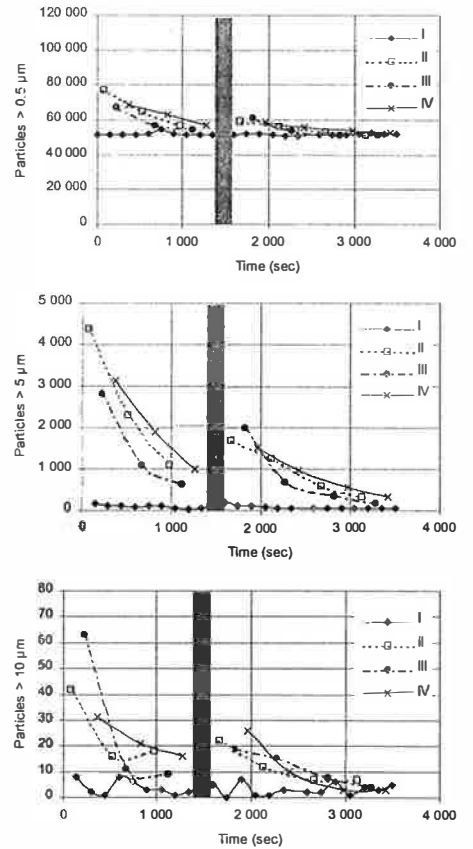 120 000
100 000
80 000
60 000
40 000
20 000
0
Particles > 0.5 µm
0
1 000
2 000
3 000
4 000
Time (sec)
I
II
III
IV
5 000
4 000
3 000
2 000
1 000
0
Particles > 5 µm
0
1 000
2 000
3 000
4 000
Time (sec)
I
II
III
IV
80
70
60
50
40
30
20
10
0
Particles > 10 µm
0
1 000
2 000
3 000
4 000
Time (sec)
I
II
III
IV